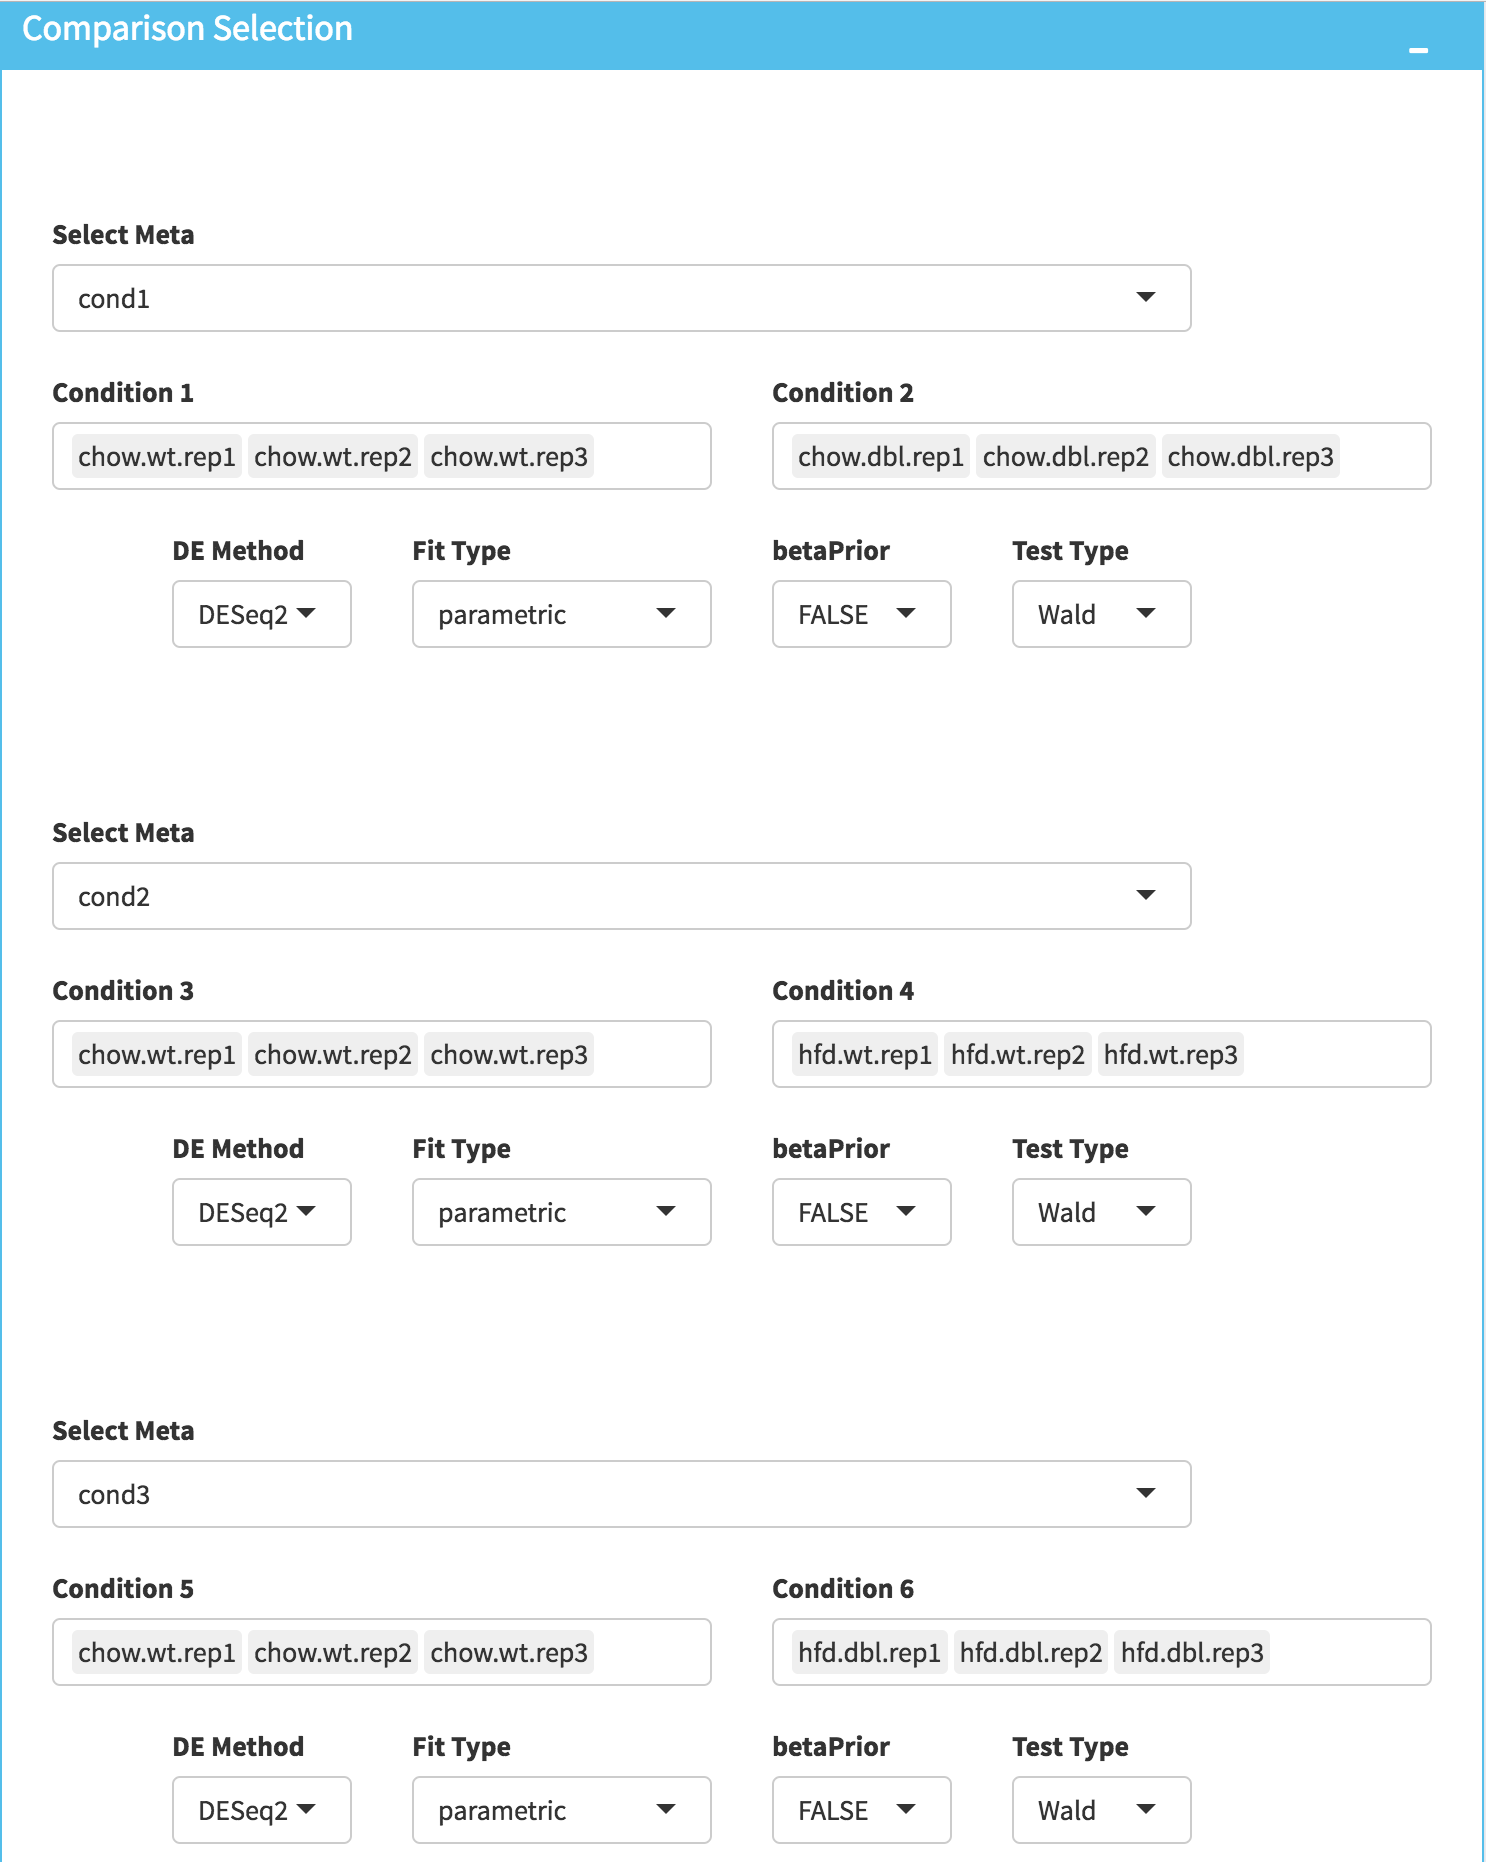 Comparison Selection
Select Meta
cond1
Condition 1 Condition 2
chow.wt.rep1 chow.wt.rep2 chow.wt.rep3 chow.dbl.rep1 chow.dbl.rep2 chow.dbl.rep3
DE Method Fit Type betaPrior Test Type
DESeq2 parametric FALSE Wald
Select Meta
cond2
Condition 3 Condition 4
chow.wt.rep1 chow.wt.rep2 chow.wt.rep3 hfd.wt.rep1 hfd.wt.rep2 hfd.wt.rep3
DE Method Fit Type betaPrior Test Type
DESeq2 parametric FALSE Wald
Select Meta
cond3
Condition 5 Condition 6
chow.wt.rep1 chow.wt.rep2 chow.wt.rep3 hfd.dbl.rep1 hfd.dbl.rep2 hfd.dbl.rep3
DE Method Fit Type betaPrior Test Type
DESeq2 parametric FALSE Wald